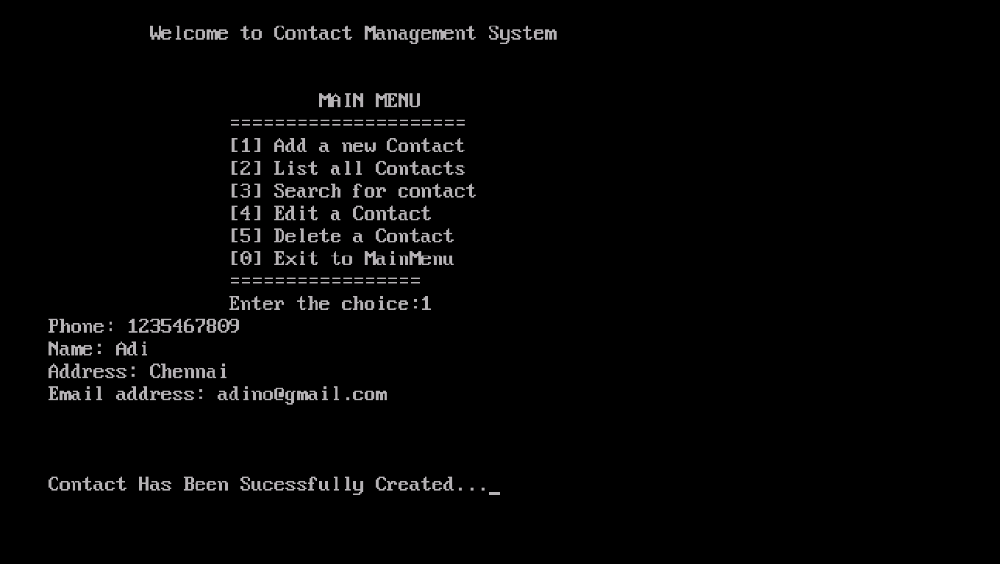 Welcome to Contact Management System
MAIN MENU
=====================
[1] Add a new Contact
[2] List all Contacts
[3] Search for contact
[4] Edit a Contact
[5] Delete a Contact
[0] Exit to MainMenu
=================
Enter the choice:1
Phone: 1235467809
Name: Adi
Address: Chennai
Email address: adino@gmail.com
Contact Has Been Sucessfully Created..._